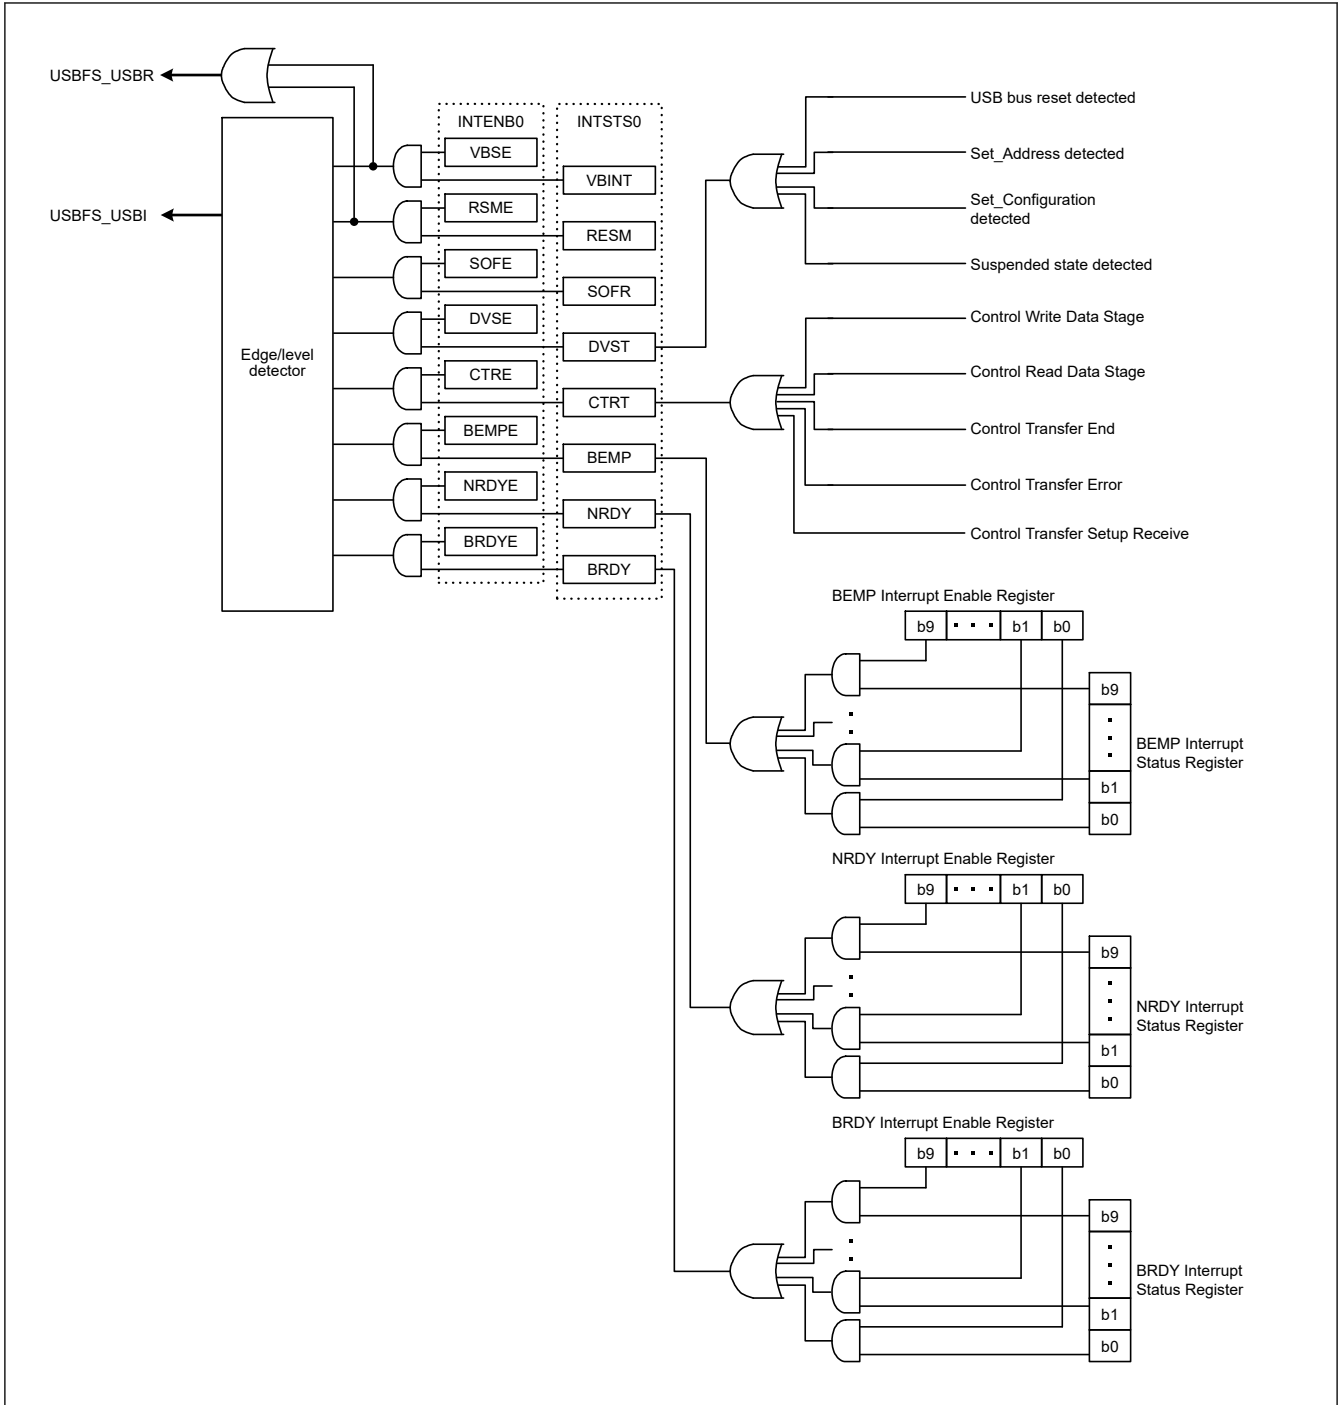 USBFS_USBR
USBFS_USBI
Edge/level
detector
INTENB0
VBSE
RSME
SOFE
DVSE
CTRE
BEMPE
NRDYE
BRDYE
INTSTS0
VBINT
RESM
SOFR
DVST
CTRT
BEMP
NRDY
BRDY
USB bus reset detected
Set_Address detected
Set_Configuration
detected
Suspended state detected
Control Write Data Stage
Control Read Data Stage
Control Transfer End
Control Transfer Error
Control Transfer Setup Receive
BEMP Interrupt Enable Register
b9 · · · b1 b0
b9
b1
b0
BEMP Interrupt
Status Register
NRDY Interrupt Enable Register
b9 · · · b1 b0
b9
b1
b0
NRDY Interrupt
Status Register
BRDY Interrupt Enable Register
b9 · · · b1 b0
b9
b1
b0
BRDY Interrupt
Status Register